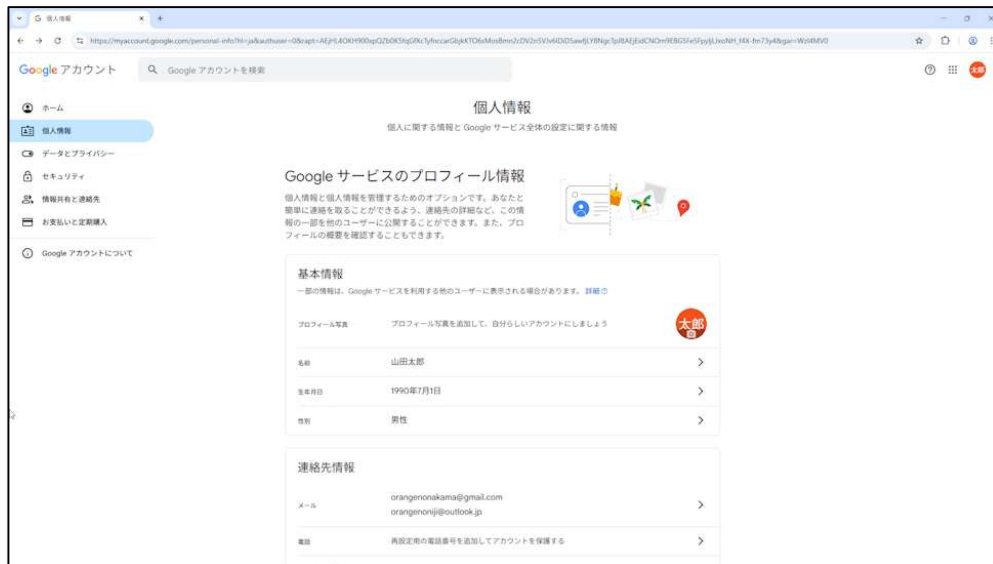 個人情報
Google アカウント
Google アカウントを検索
太郎
ホーム
個人情報
データとプライバシー
セキュリティ
情報共有と連絡先
お支払いと定期購入
Google アカウントについて
個人情報
個人に関する情報と Google サービス全体の設定に関する情報
Google サービスのプロフィール情報
個人情報と個人情報を管理するためのオプションです。あなたと
簡単に連絡を取ることができるよう、連絡先の詳細など、この情
報の一部を他のユーザーに公開することができます。また、プロ
フィールの概要を確認することもできます。
基本情報
一部の情報は、Google サービスを利用する他のユーザーに表示される場合があります。 詳細
プロフィール写真 プロフィール写真を追加して、自分らしいアカウントにしましょう 太郎
名前 山田太郎
生年月日 1990年7月1日
性別 男性
連絡先情報
メール orangenonakama@gmail.com
orangenoniji@outlook.jp
電話 再設定用の電話番号を追加してアカウントを保護する